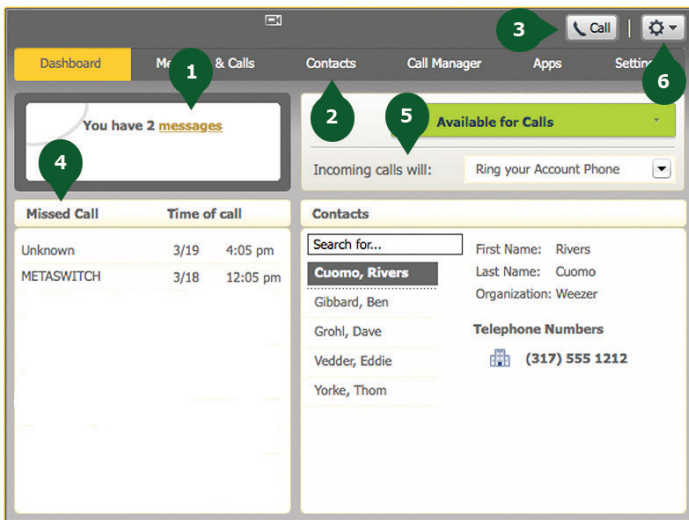 3 Call
6
Dashboard Me & Calls Contacts Call Manager Apps Settin
1
2
You have 2 messages
5 Available for Calls
Incoming calls will: Ring your Account Phone
4
Missed Call Time of call
Unknown 3/19 4:05 pm
METASWITCH 3/18 12:05 pm
Contacts
Search for...
Cuomo, Rivers
Gibbard, Ben
Grohl, Dave
Vedder, Eddie
Yorke, Thom
First Name: Rivers
Last Name: Cuomo
Organization: Weezer
Telephone Numbers
(317) 555 1212